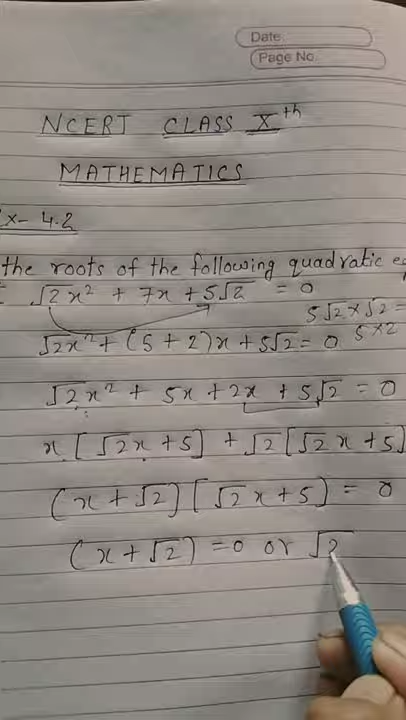 Date
Page No.
NCERT CLASS Xth
MATHEMATICS
x-4.2
the roots of the following quadratic
√2x² + 7x + 5√2 = 0
5√2×√2=
5×2
√2x²+(5+2)x+5√2=0
√2x² + 5x + 2x + 5√2 = 0
x[√2x+5] + √2[√2x+5]
(x+√2)[√2x+5) = 0
(x+√2)=0 or √2